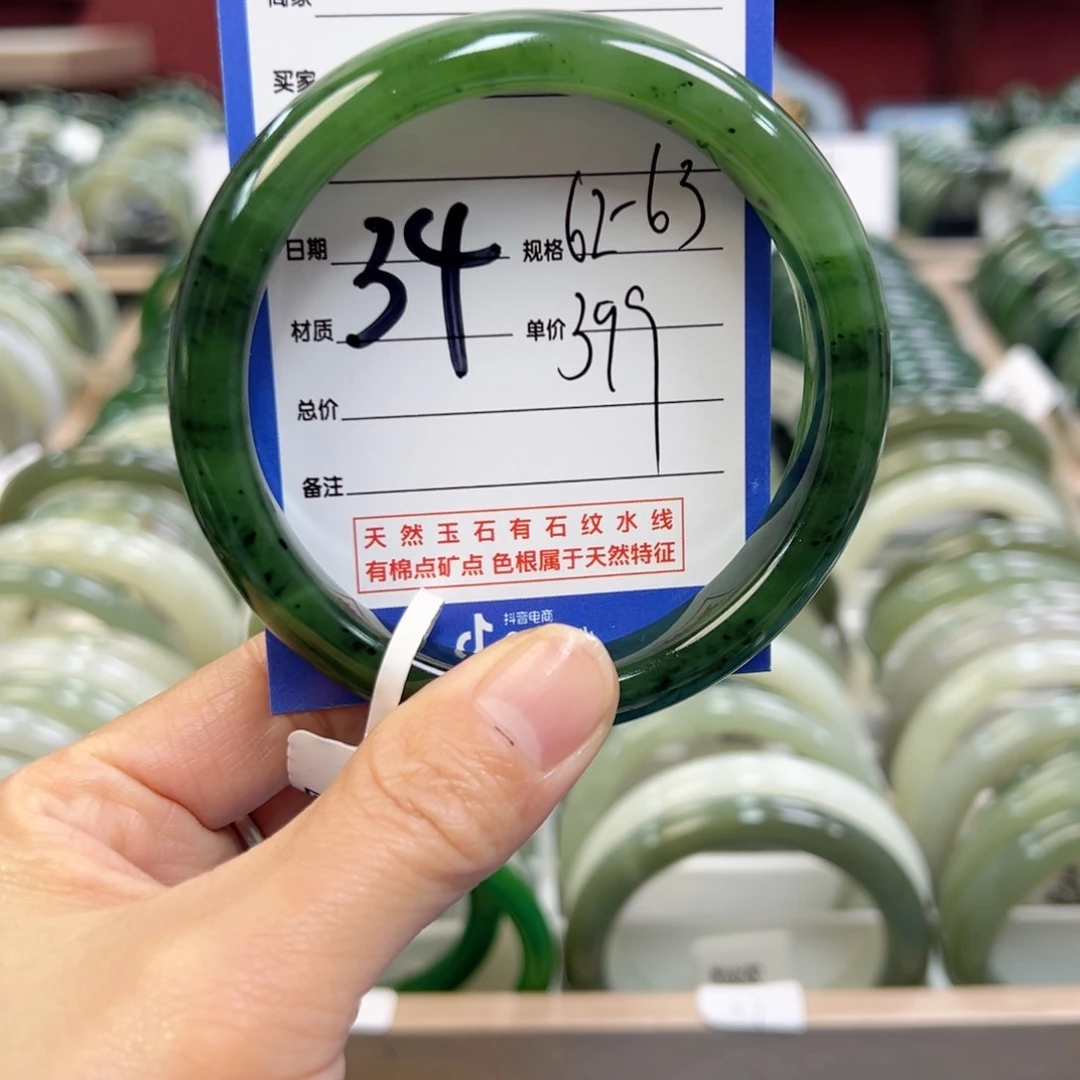 买家
日期 34 规格 62-63
材质 单价 399
总价
备注
天然玉石有石纹水线
有棉点矿点 色根属于天然特征
抖音电商